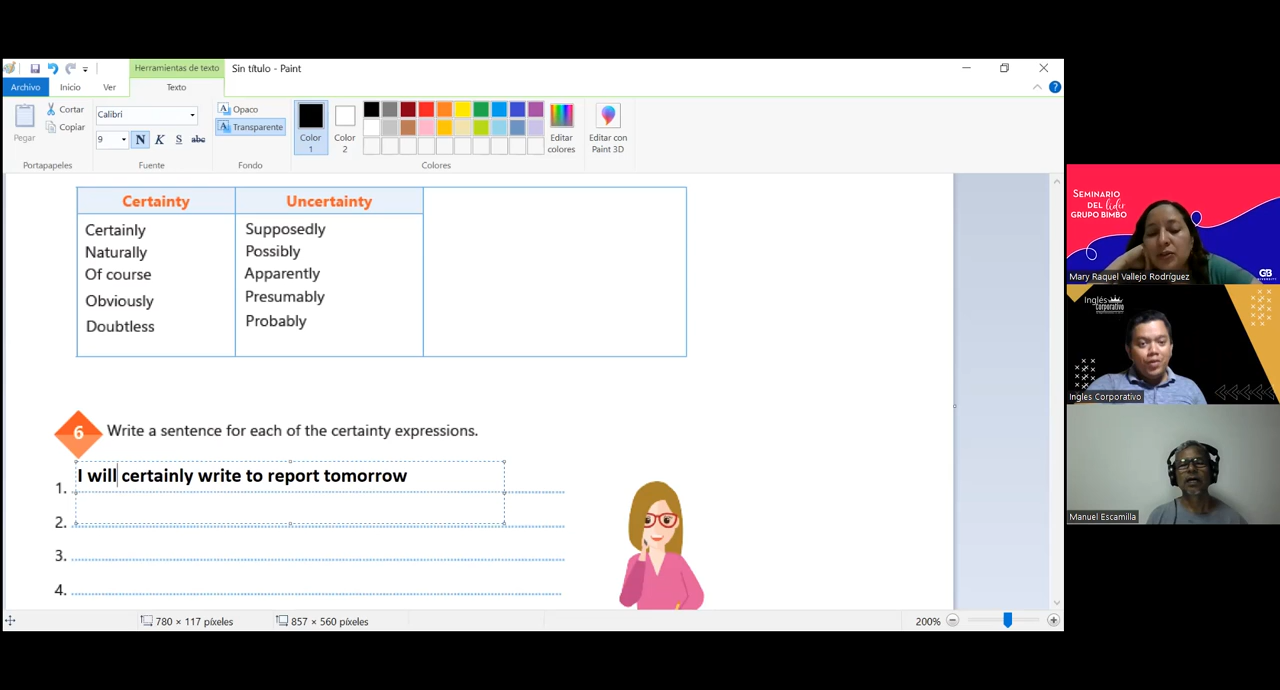 Herramientas de texto
Sin título - Paint
Archivo
Inicio
Ver
Texto
Pegar
Cortar
Copiar
Portapapeles
Calibri
9
N K S abc
Fuente
Opaco
Transparente
Fondo
Color 1
Color 2
Editar colores
Editar con Paint 3D
Colores
Certainty
Uncertainty
Certainly
Supposedly
Naturally
Possibly
Of course
Apparently
Obviously
Presumably
Doubtless
Probably
6 Write a sentence for each of the certainty expressions.
I will certainly write to report tomorrow
1.
2.
3.
4.
780 × 117 píxeles
857 × 560 píxeles
200%
SEMINARIO
DEL líder
GRUPO BIMBO
GB
Mary Raquel Vallejo Rodríguez
Inglés
corporativo
Ingles Corporativo
Manuel Escamilla